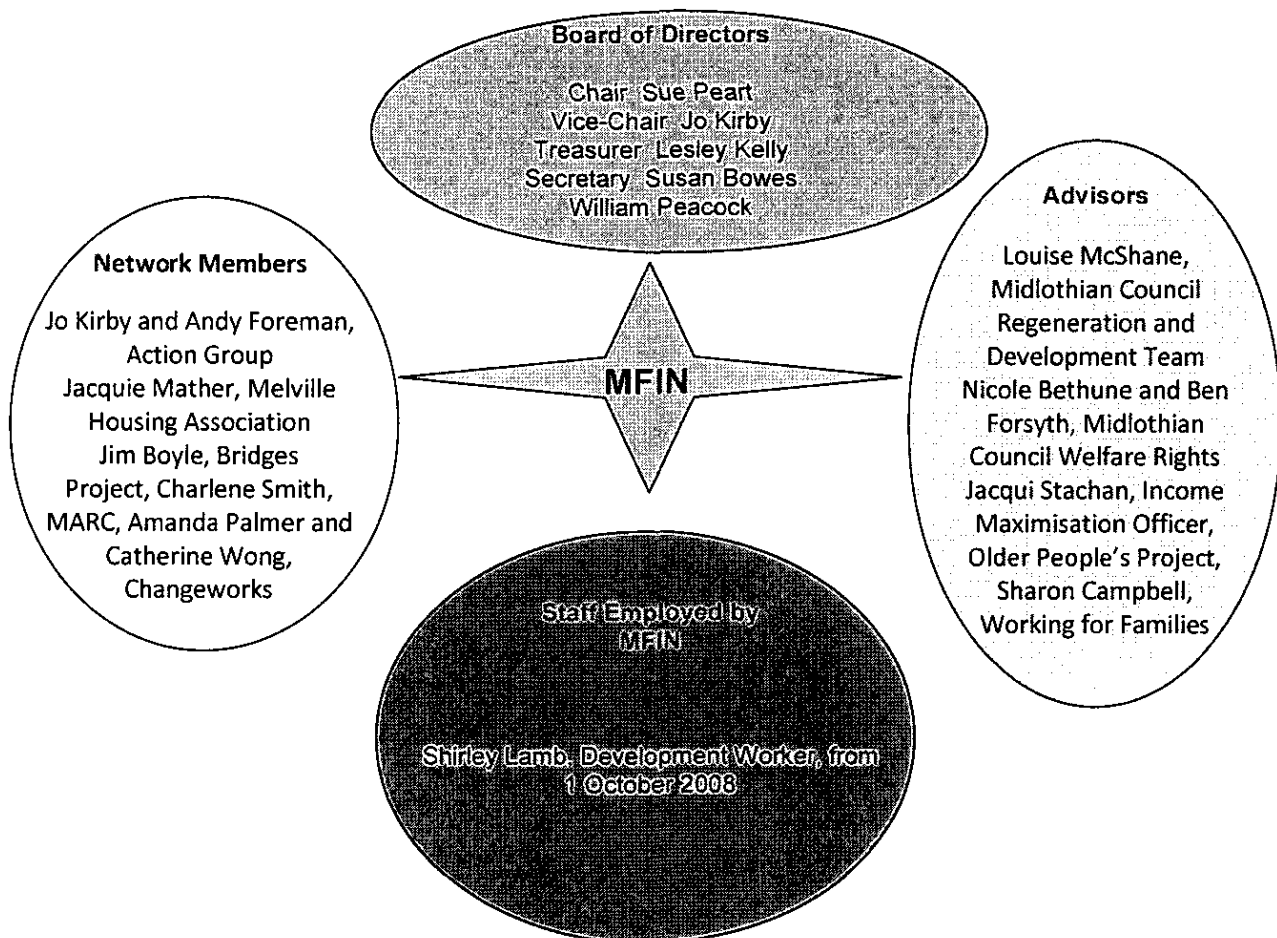 Board of Directors
Chair Sue Peart
Vice-Chair Jo Kirby
Treasurer Lesley Kelly
Secretary Susan Bowes
William Peacock
Network Members
Jo Kirby and Andy Foreman,
Action Group
Jacquie Mather, Melville
Housing Association
Jim Boyle, Bridges
Project, Charlene Smith,
MARC, Amanda Palmer and
Catherine Wong,
Changeworks
MFIN
Advisors
Louise McShane,
Midlothian Council
Regeneration and
Development Team
Nicole Bethune and Ben
Forsyth, Midlothian
Council Welfare Rights
Jacqui Stachan, Income
Maximisation Officer,
Older People's Project,
Sharon Campbell,
Working for Families
Staff Employed by
MFIN
Shirley Lamb, Development Worker, from
1 October 2008